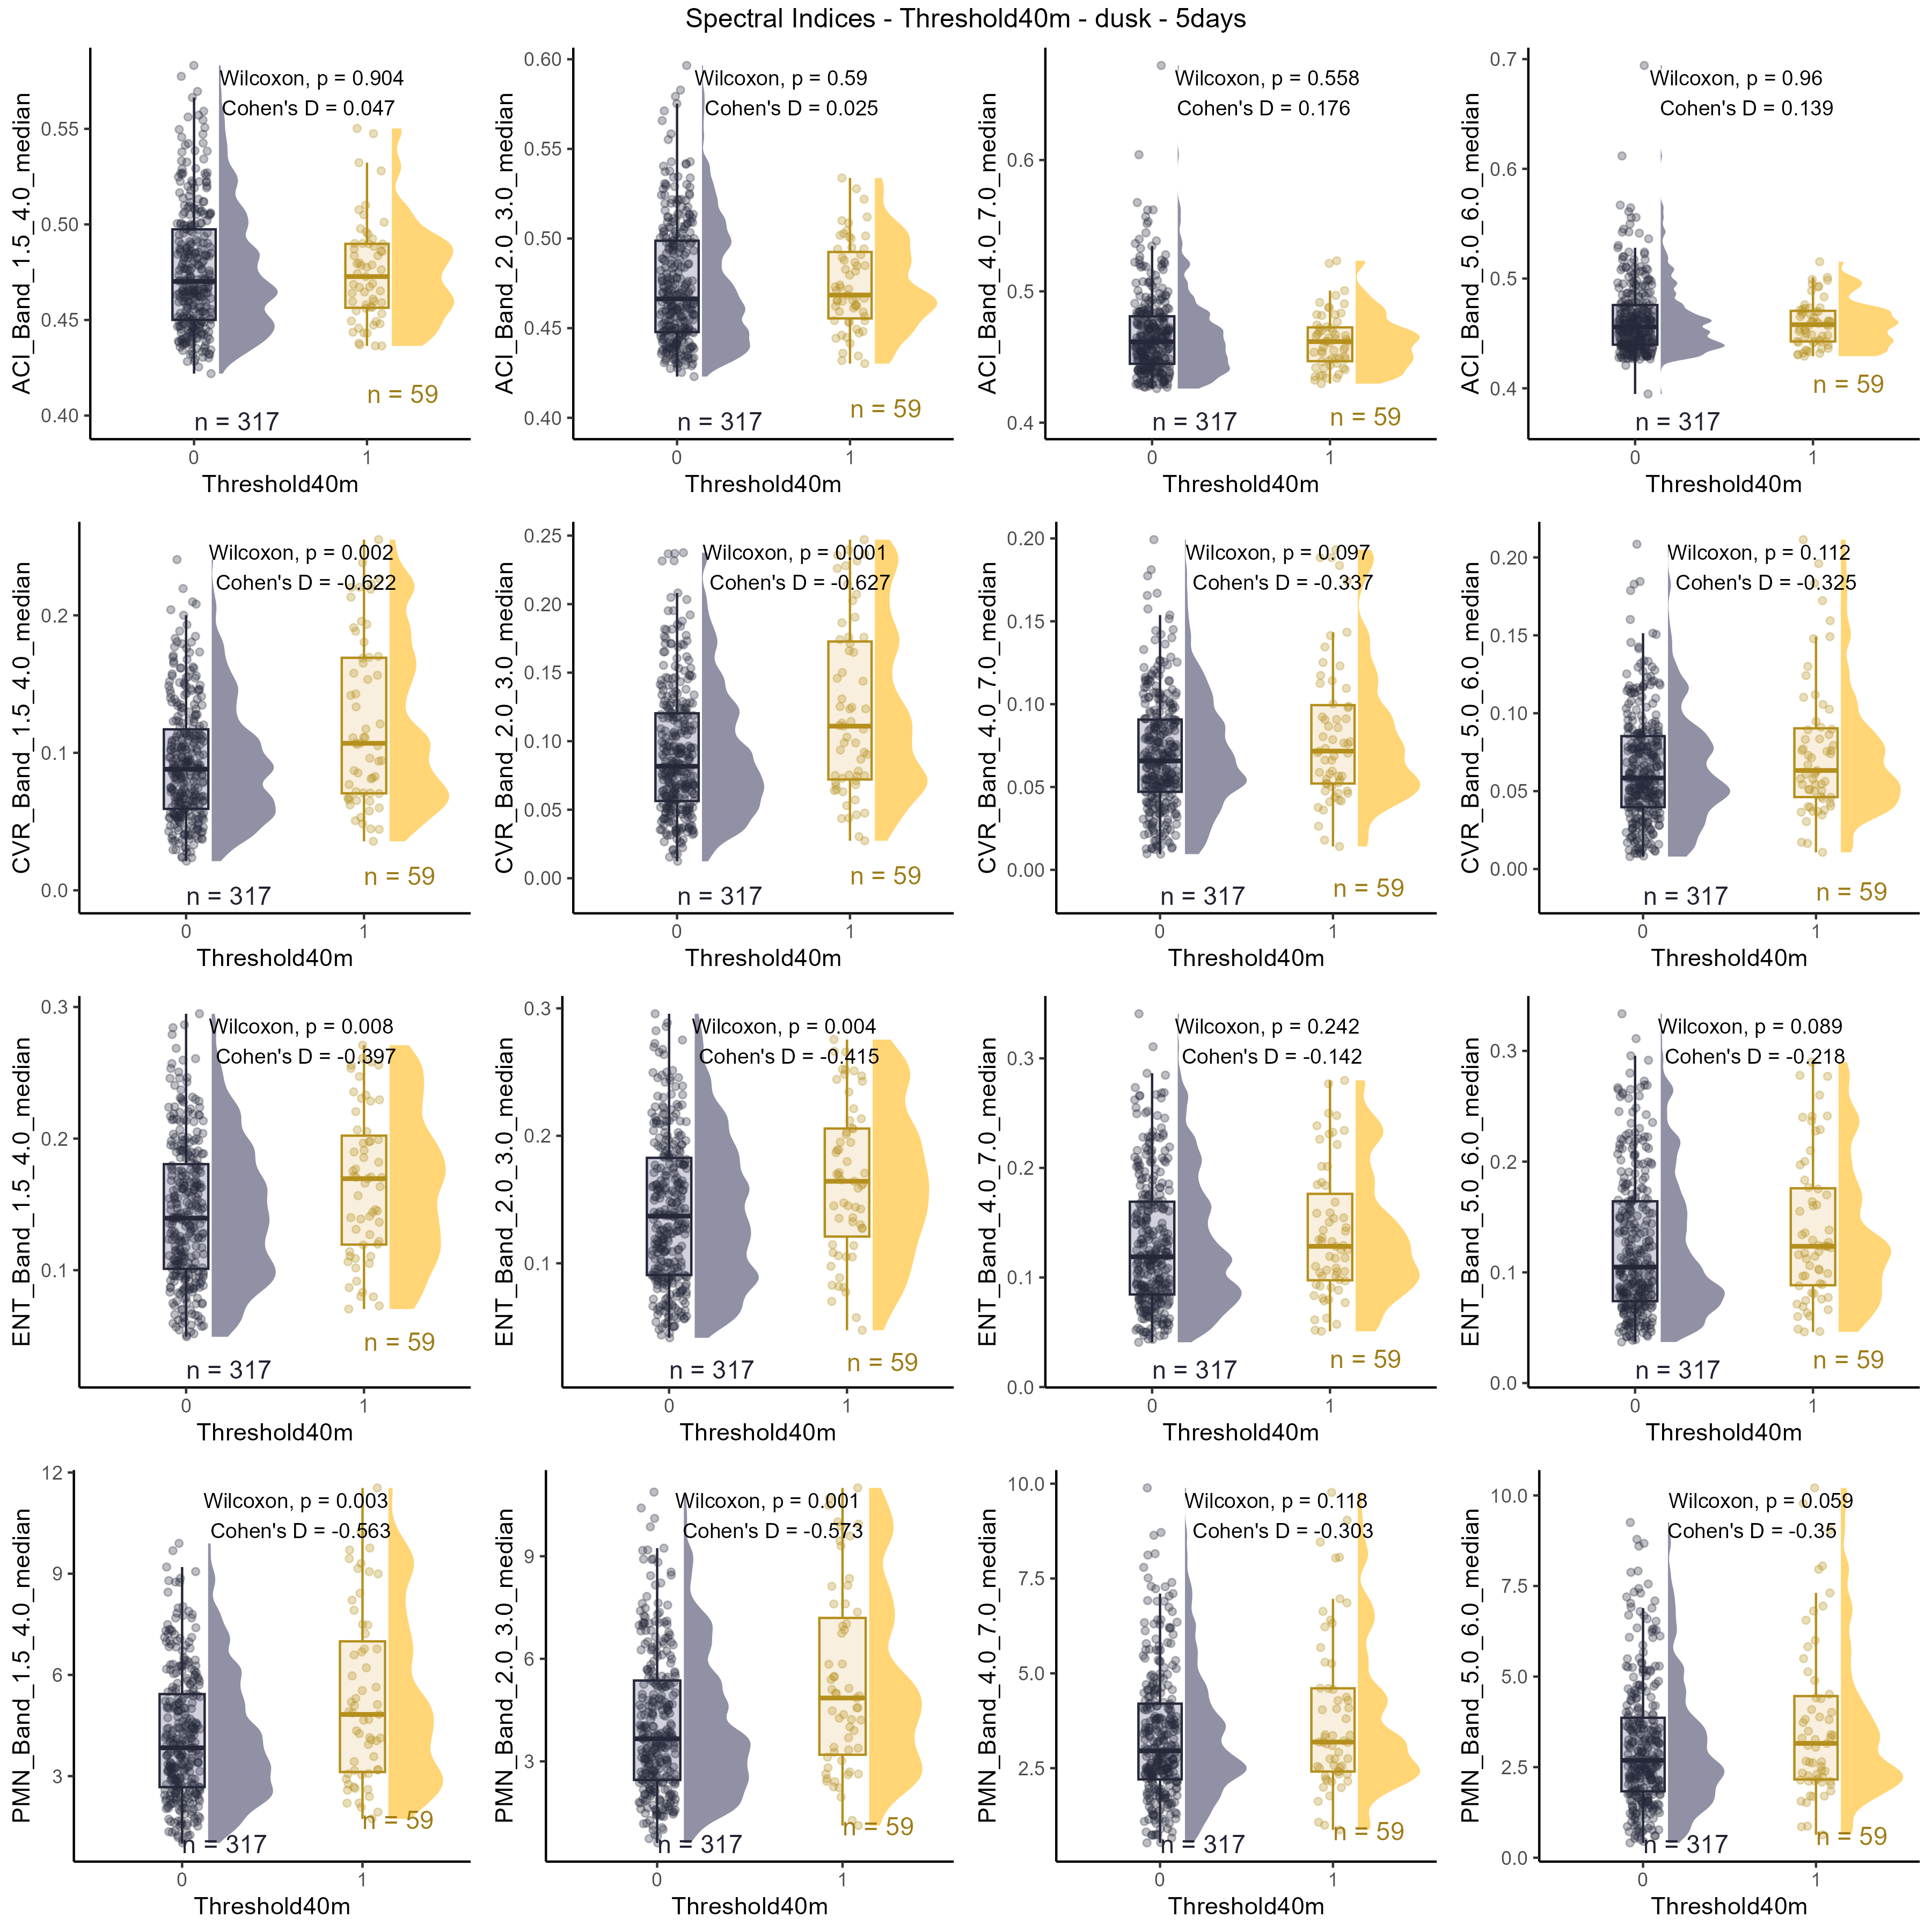 Spectral Indices - Threshold40m - dusk - 5days
ACI_Band_1.5_4.0_median
0.55
0.50
0.45
0.40
Wilcoxon, p = 0.904
Cohen's D = 0.047
n = 317
n = 59
0
1
Threshold40m
ACI_Band_2.0_3.0_median
0.60
0.55
0.50
0.45
0.40
Wilcoxon, p = 0.59
Cohen's D = 0.025
n = 317
n = 59
0
1
Threshold40m
ACI_Band_4.0_7.0_median
0.6
0.5
0.4
Wilcoxon, p = 0.558
Cohen's D = 0.176
n = 317
n = 59
0
1
Threshold40m
ACI_Band_5.0_6.0_median
0.7
0.6
0.5
0.4
Wilcoxon, p = 0.96
Cohen's D = 0.139
n = 317
n = 59
0
1
Threshold40m
CVR_Band_1.5_4.0_median
0.2
0.1
0.0
Wilcoxon, p = 0.002
Cohen's D = -0.622
n = 317
n = 59
0
1
Threshold40m
CVR_Band_2.0_3.0_median
0.25
0.20
0.15
0.10
0.05
0.00
Wilcoxon, p = 0.001
Cohen's D = -0.627
n = 317
n = 59
0
1
Threshold40m
CVR_Band_4.0_7.0_median
0.20
0.15
0.10
0.05
0.00
Wilcoxon, p = 0.097
Cohen's D = -0.337
n = 317
n = 59
0
1
Threshold40m
CVR_Band_5.0_6.0_median
0.20
0.15
0.10
0.05
0.00
Wilcoxon, p = 0.112
Cohen's D = -0.325
n = 317
n = 59
0
1
Threshold40m
ENT_Band_1.5_4.0_median
0.3
0.2
0.1
Wilcoxon, p = 0.008
Cohen's D = -0.397
n = 317
n = 59
0
1
Threshold40m
ENT_Band_2.0_3.0_median
0.3
0.2
0.1
Wilcoxon, p = 0.004
Cohen's D = -0.415
n = 317
n = 59
0
1
Threshold40m
ENT_Band_4.0_7.0_median
0.3
0.2
0.1
0.0
Wilcoxon, p = 0.242
Cohen's D = -0.142
n = 317
n = 59
0
1
Threshold40m
ENT_Band_5.0_6.0_median
0.3
0.2
0.1
0.0
Wilcoxon, p = 0.089
Cohen's D = -0.218
n = 317
n = 59
0
1
Threshold40m
PMN_Band_1.5_4.0_median
12
9
6
3
Wilcoxon, p = 0.003
Cohen's D = -0.563
n = 317
n = 59
0
1
Threshold40m
PMN_Band_2.0_3.0_median
9
6
3
Wilcoxon, p = 0.001
Cohen's D = -0.573
n = 317
n = 59
0
1
Threshold40m
PMN_Band_4.0_7.0_median
10.0
7.5
5.0
2.5
Wilcoxon, p = 0.118
Cohen's D = -0.303
n = 317
n = 59
0
1
Threshold40m
PMN_Band_5.0_6.0_median
10.0
7.5
5.0
2.5
0.0
Wilcoxon, p = 0.059
Cohen's D = -0.35
n = 317
n = 59
0
1
Threshold40m